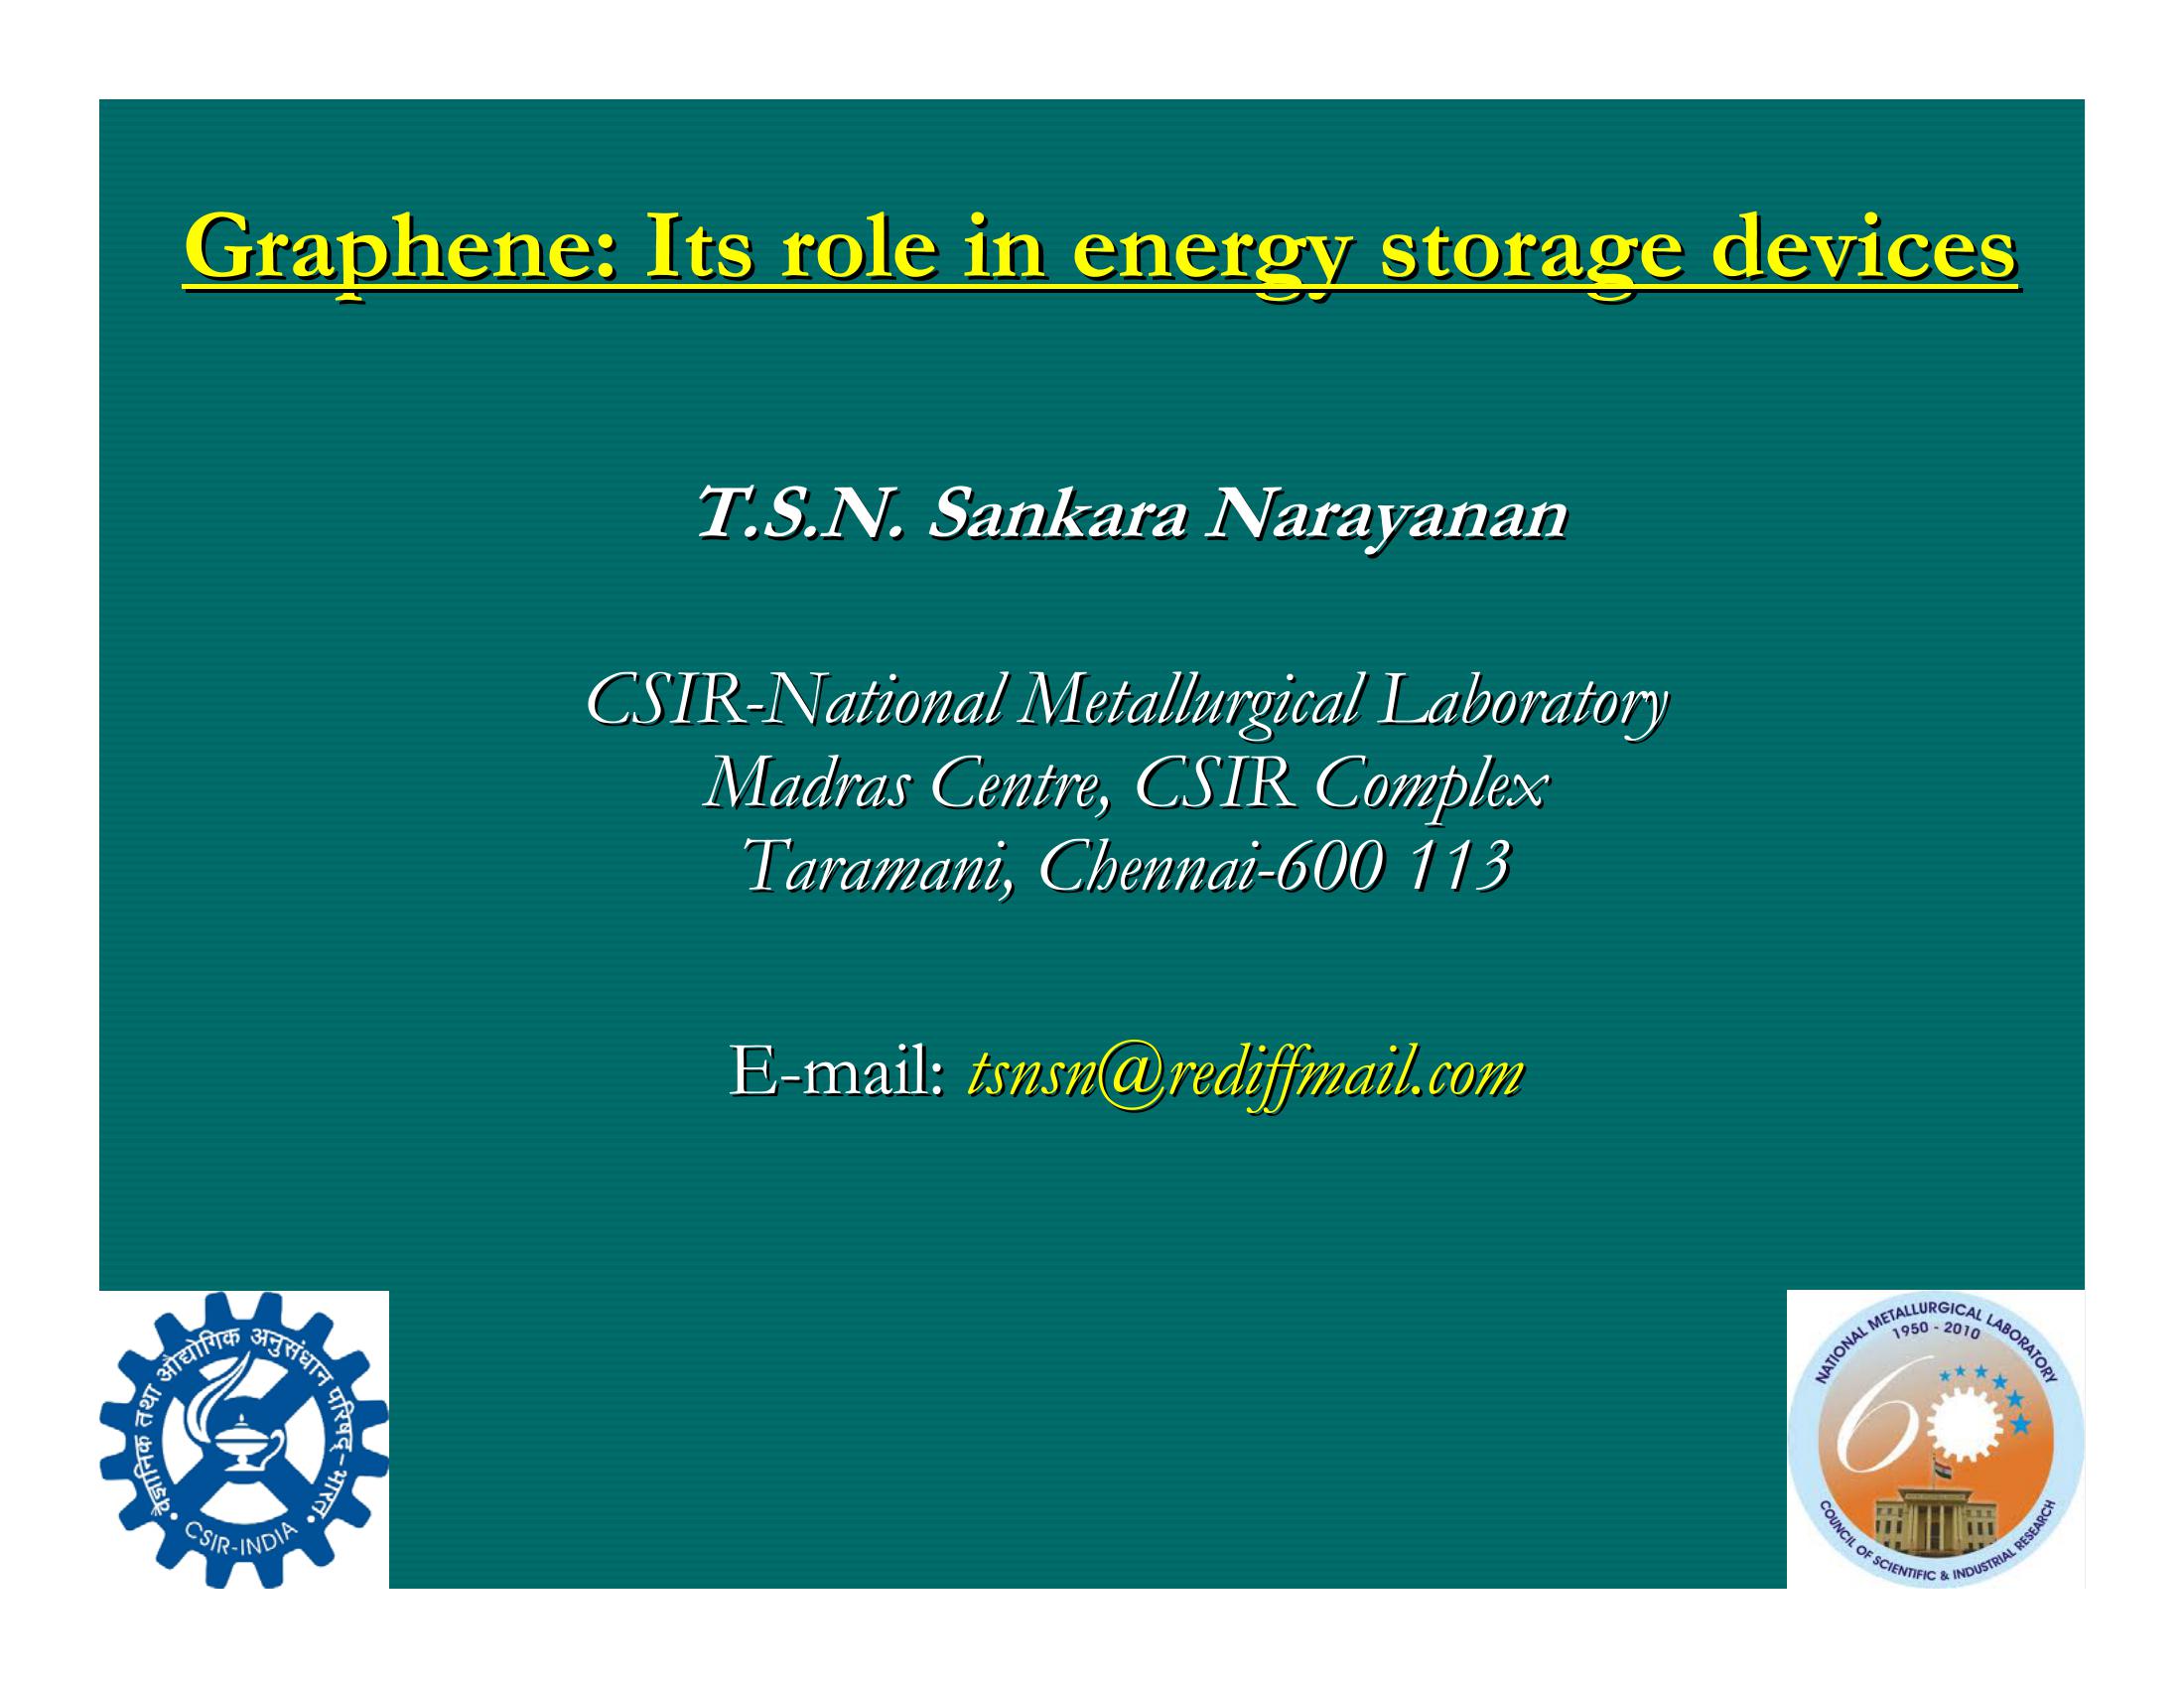 Graphene: Its role in energy storage devices
T.S.N. Sankara Narayanan
CSIR-National Metallurgical Laboratory
Madras Centre, CSIR Complex
Taramani, Chennai-600 113
E-mail: tsnsn@rediffmail.com
वैज्ञानिक तथा औद्योगिक अनुसंधान परिषद् - भारत
CSIR-INDIA
NATIONAL METALLURGICAL LABORATORY
1950 - 2010
60
COUNCIL OF SCIENTIFIC & INDUSTRIAL RESEARCH